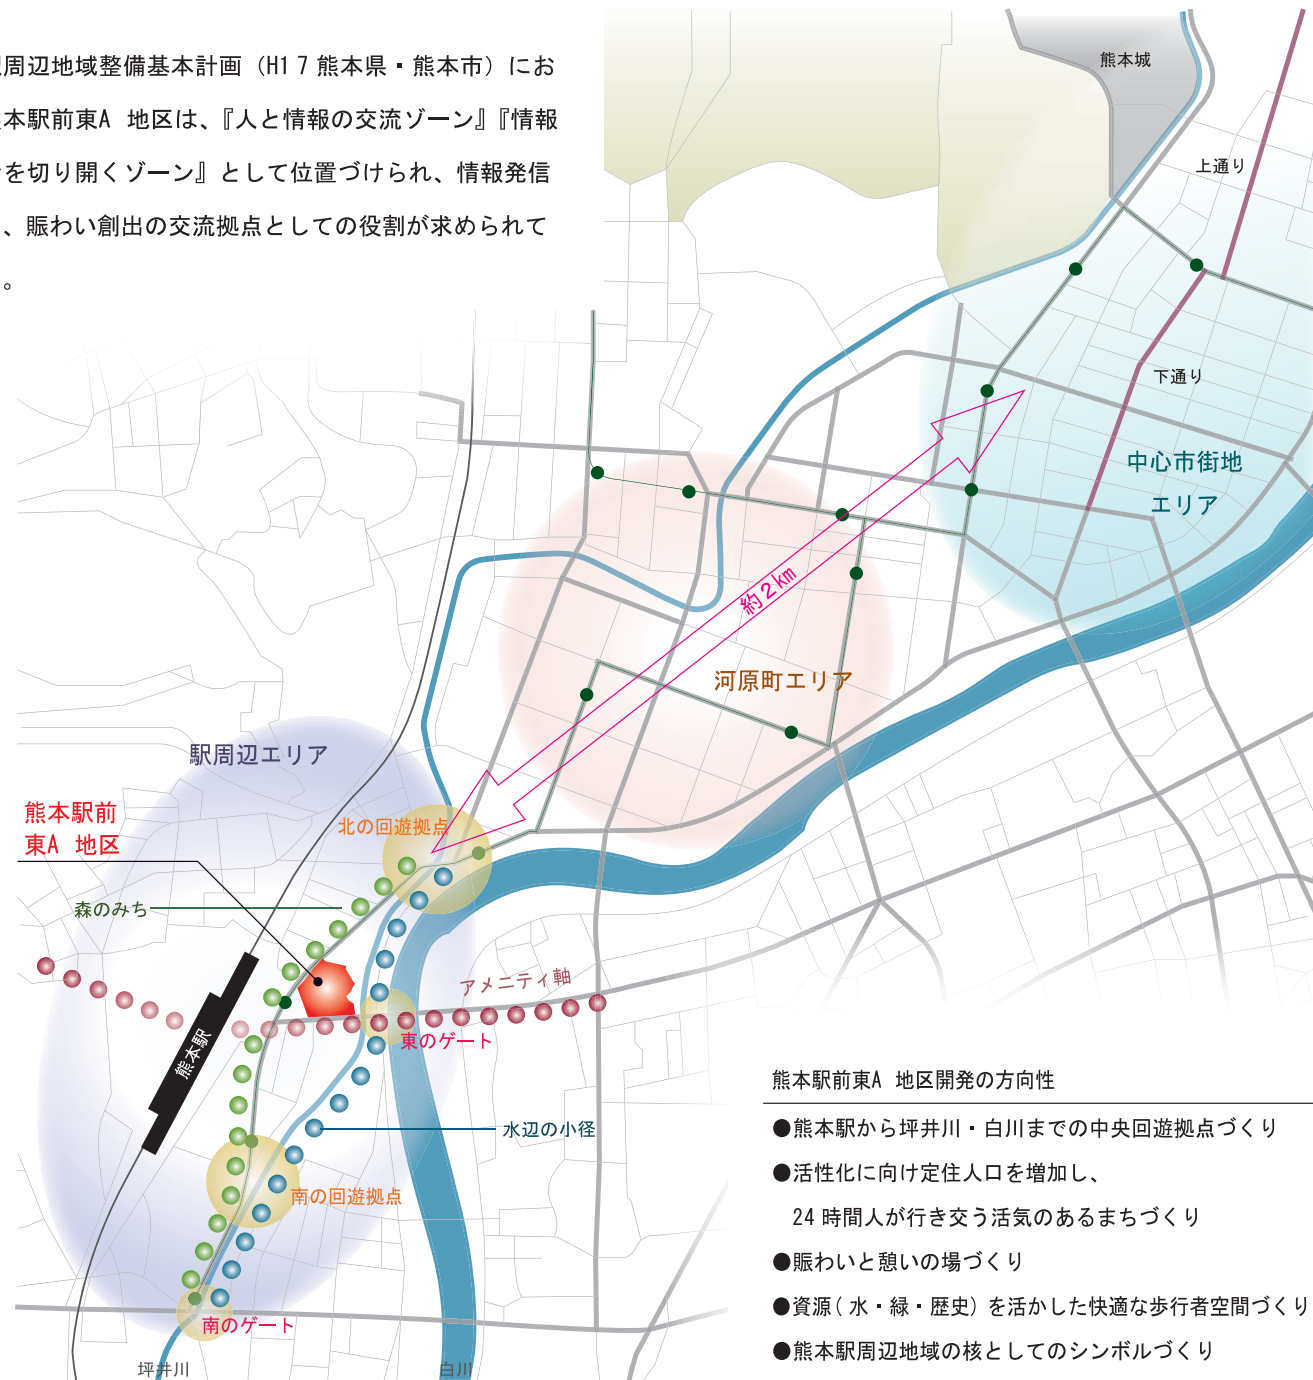 周辺地域整備基本計画（H17熊本県・熊本市）にお
本駅前東A 地区は、『人と情報の交流ゾーン』『情報
を切り開くゾーン』として位置づけられ、情報発信
、賑わい創出の交流拠点としての役割が求められて
。
熊本城
上通り
下通り
中心市街地
エリア
約2km
河原町エリア
駅周辺エリア
熊本駅前
東A 地区
北の回遊拠点
森のみち
アメニティ軸
東のゲート
熊本駅
水辺の小径
南の回遊拠点
南のゲート
坪井川
白川
熊本駅前東A 地区開発の方向性
●熊本駅から坪井川・白川までの中央回遊拠点づくり
●活性化に向け定住人口を増加し、
24時間人が行き交う活気のあるまちづくり
●賑わいと憩いの場づくり
●資源(水・緑・歴史)を活かした快適な歩行者空間づくり
●熊本駅周辺地域の核としてのシンボルづくり